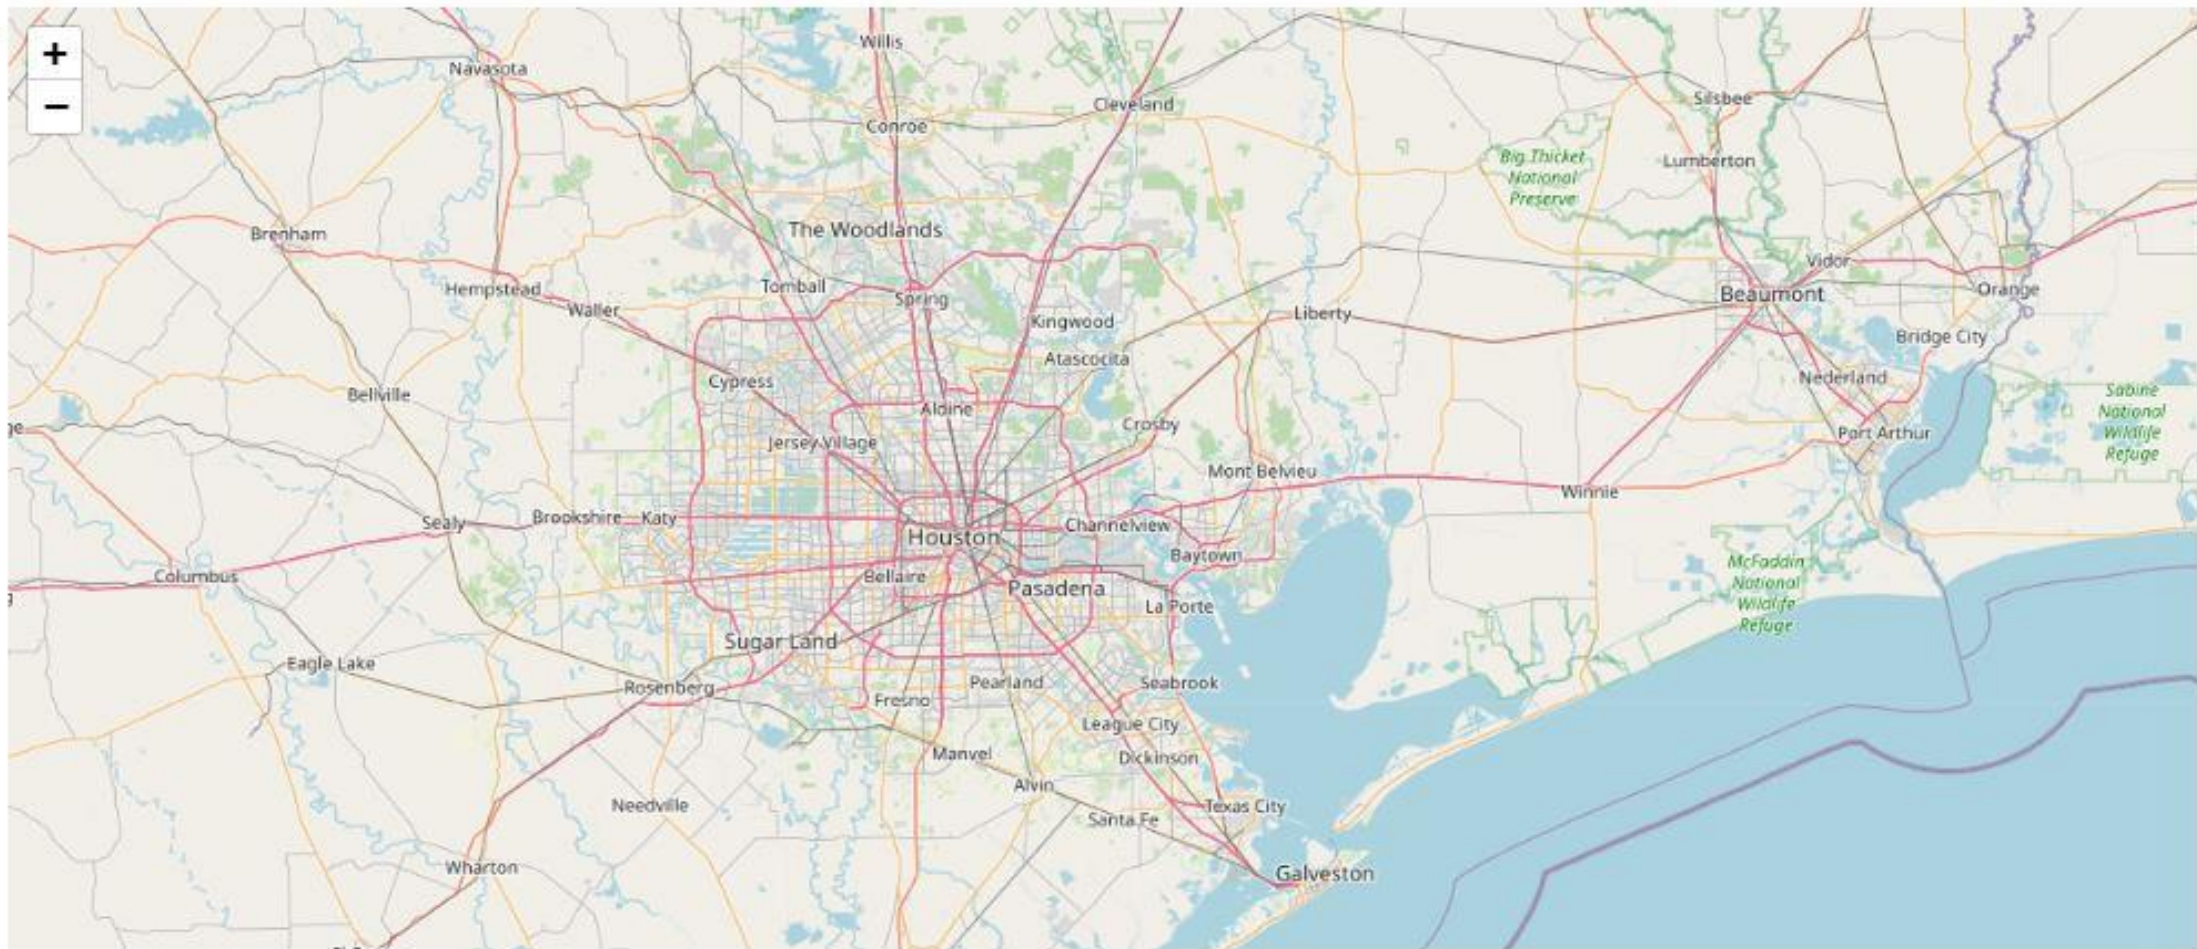 +
Willis
Navasota
Silsbee
−
Cleveland
Conroe
Big Thicket
National
Preserve
Lumberton
The Woodlands
Brenham
Vidor
Tomball
Hempstead
Spring
Beaumont
Orange
Waller
Kingwood
Liberty
Bridge City
Atascocita
Cypress
Nederland
Bellville
Sabine
National
Wildlife
Refuge
Aldine
Crosby
Jersey Village
Port Arthur
Mont Belvieu
Winnie
Sealy
Brookshire
Katy
Channelview
Houston
Baytown
Columbus
Bellaire
Pasadena
McFaddin
National
Wildlife
Refuge
La Porte
Sugar Land
Eagle Lake
Rosenberg
Pearland
Seabrook
Fresno
League City
Manvel
Dickinson
Alvin
Needville
Texas City
Santa Fe
Wharton
Galveston